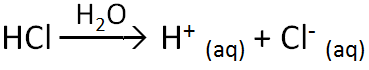 HCl ⟶ H₂O H⁺ (aq) + Cl⁻ (aq)